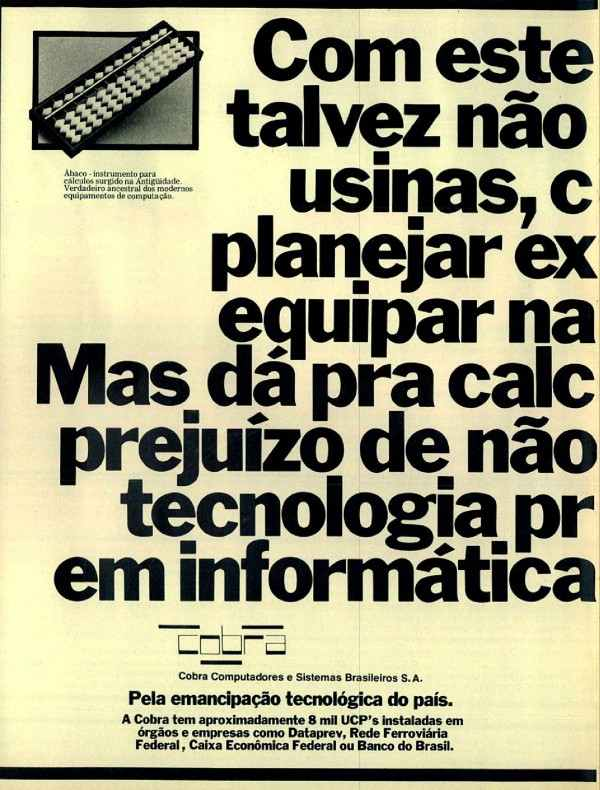 Com este
talvez não
usinas, c
planejar ex
equipar na
Mas dá pra calc
prejuízo de não
tecnologia pr
em informática
Ábaco - instrumento para
cálculos surgido na Antigüidade.
Verdadeiro ancestral dos modernos
equipamentos de computação.
cobra
Cobra Computadores e Sistemas Brasileiros S.A.
Pela emancipação tecnológica do país.
A Cobra tem aproximadamente 8 mil UCP's instaladas em
órgãos e empresas como Dataprev, Rede Ferroviária
Federal, Caixa Econômica Federal ou Banco do Brasil.